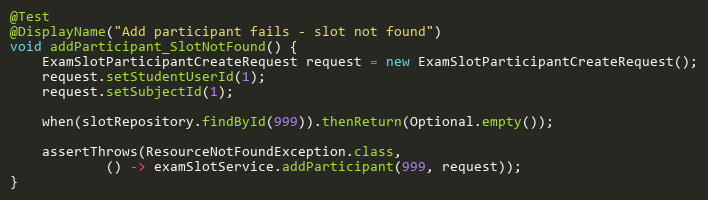 @Test
@DisplayName("Add participant fails - slot not found")
void addParticipant_SlotNotFound() {
    ExamSlotParticipantCreateRequest request = new ExamSlotParticipantCreateRequest();
    request.setStudentUserId(1);
    request.setSubjectId(1);

    when(slotRepository.findById(999)).thenReturn(Optional.empty());

    assertThrows(ResourceNotFoundException.class,
            () -> examSlotService.addParticipant(999, request));
}